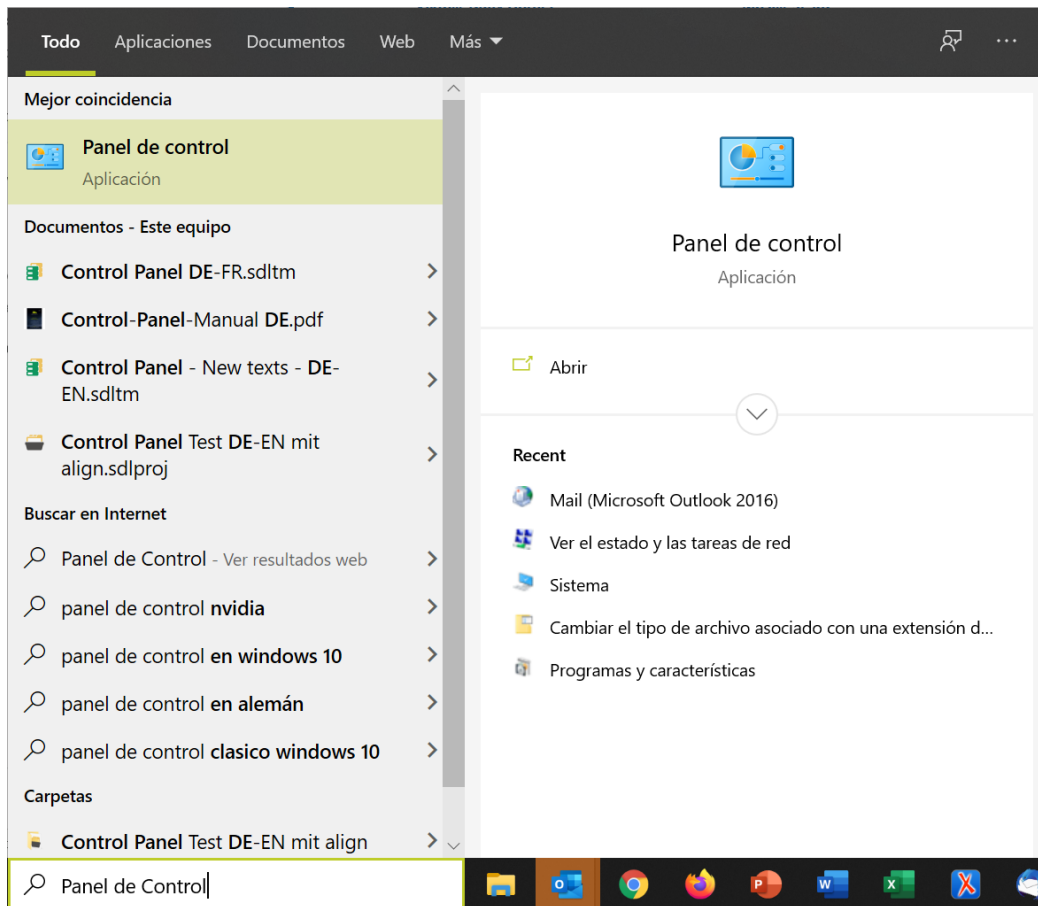 Todo Aplicaciones Documentos Web Más
Mejor coincidencia
Panel de control
Aplicación
Documentos - Este equipo
Control Panel DE-FR.sdltm
Control-Panel-Manual DE.pdf
Control Panel - New texts - DE-
EN.sdltm
Control Panel Test DE-EN mit
align.sdlproj
Buscar en Internet
Panel de Control - Ver resultados web
panel de control nvidia
panel de control en windows 10
panel de control en alemán
panel de control clasico windows 10
Carpetas
Control Panel Test DE-EN mit align
Panel de Control
Panel de control
Aplicación
Abrir
Recent
Mail (Microsoft Outlook 2016)
Ver el estado y las tareas de red
Sistema
Cambiar el tipo de archivo asociado con una extensión d...
Programas y características